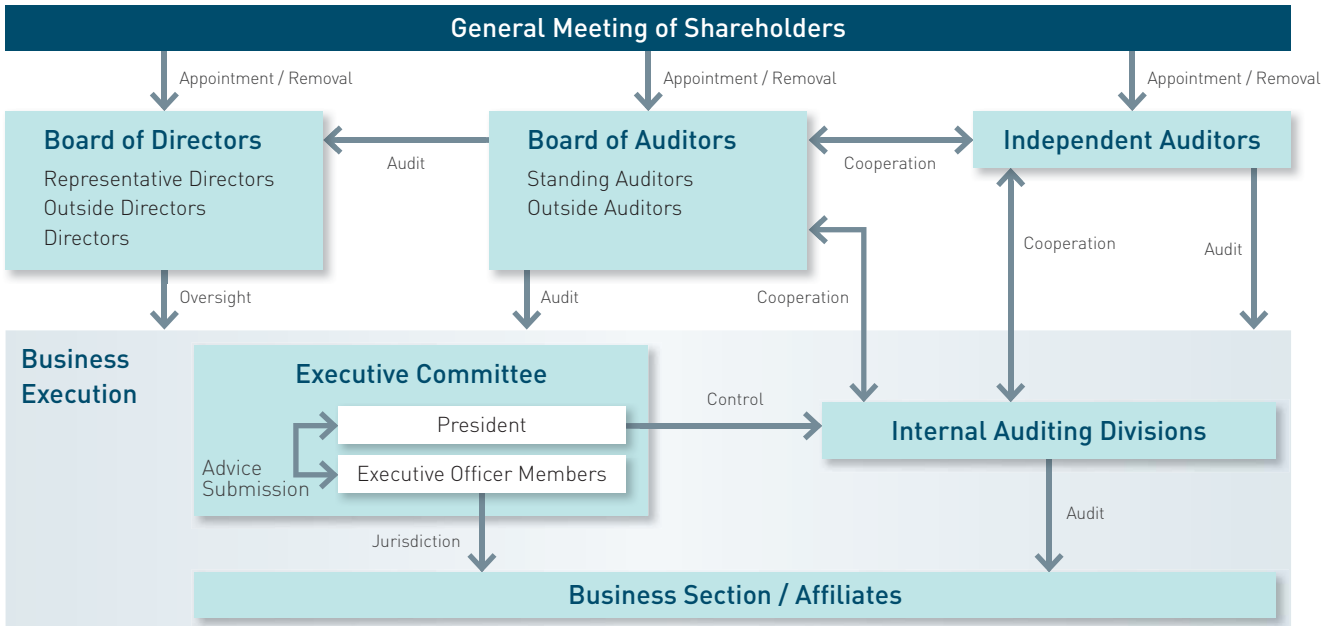 General Meeting of Shareholders
Appointment / Removal
Appointment / Removal
Appointment / Removal
Board of Directors
Representative Directors
Outside Directors
Directors
Audit
Board of Auditors
Standing Auditors
Outside Auditors
Cooperation
Independent Auditors
Oversight
Audit
Cooperation
Cooperation
Audit
Business
Execution
Executive Committee
President
Executive Officer Members
Advice
Submission
Control
Internal Auditing Divisions
Jurisdiction
Audit
Business Section / Affiliates